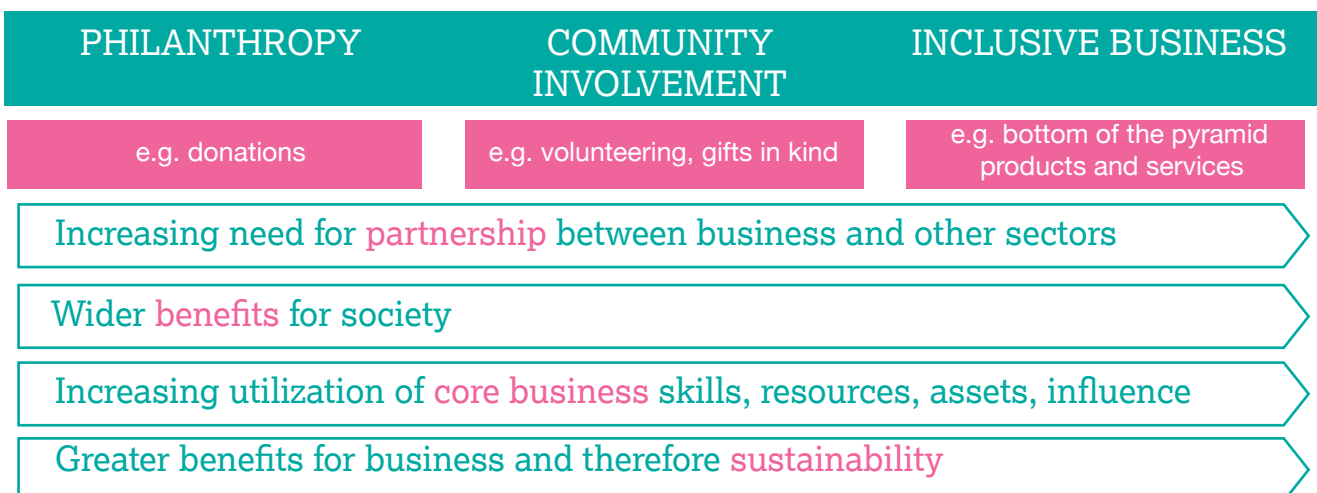 PHILANTHROPY
COMMUNITY
INVOLVEMENT
INCLUSIVE BUSINESS
e.g. donations
e.g. volunteering, gifts in kind
e.g. bottom of the pyramid
products and services
Increasing need for partnership between business and other sectors
Wider benefits for society
Increasing utilization of core business skills, resources, assets, influence
Greater benefits for business and therefore sustainability